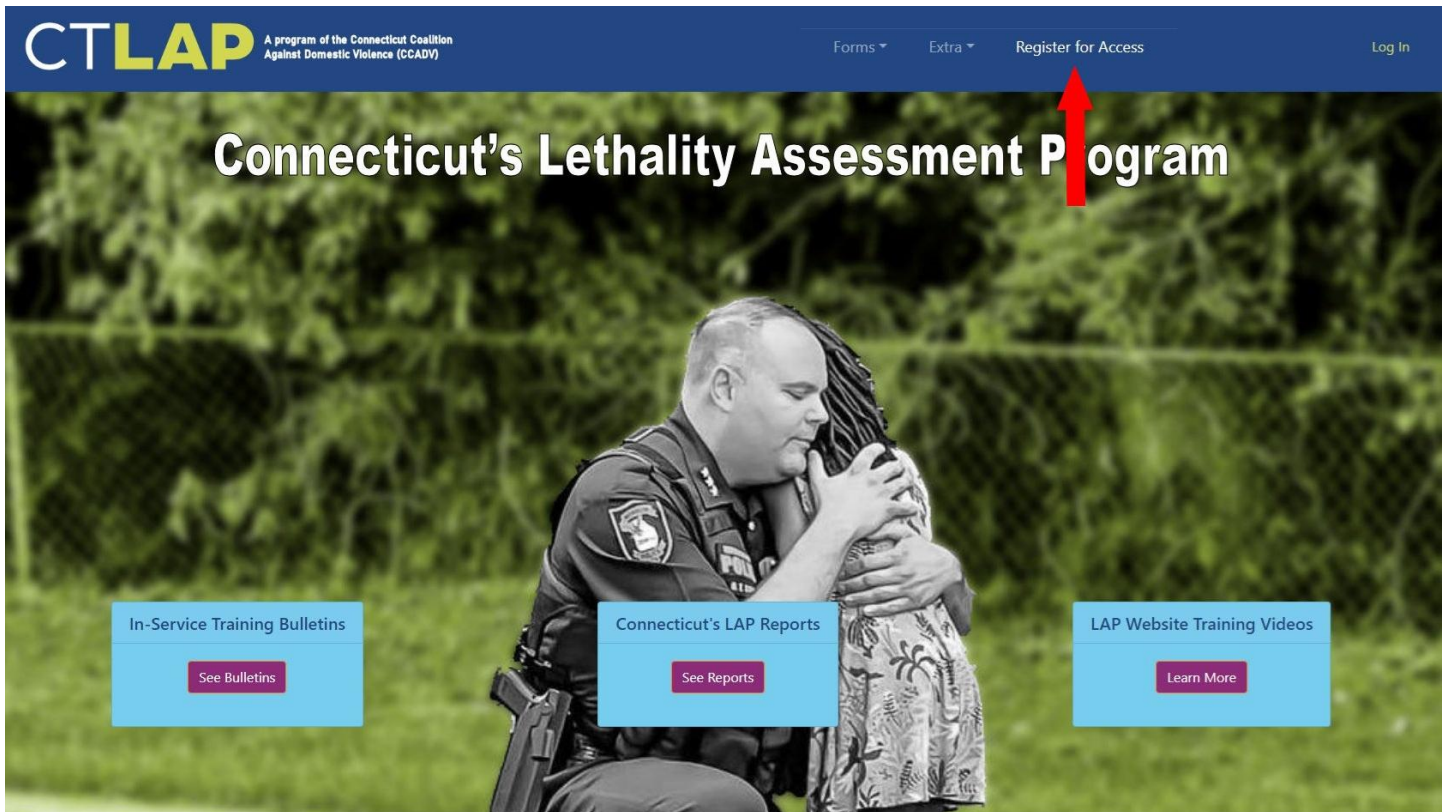 CTLAP
A program of the Connecticut Coalition
Against Domestic Violence (CCADV)
Forms Extra Register for Access Log In
Connecticut's Lethality Assessment Program
In-Service Training Bulletins
See Bulletins
Connecticut's LAP Reports
See Reports
LAP Website Training Videos
Learn More